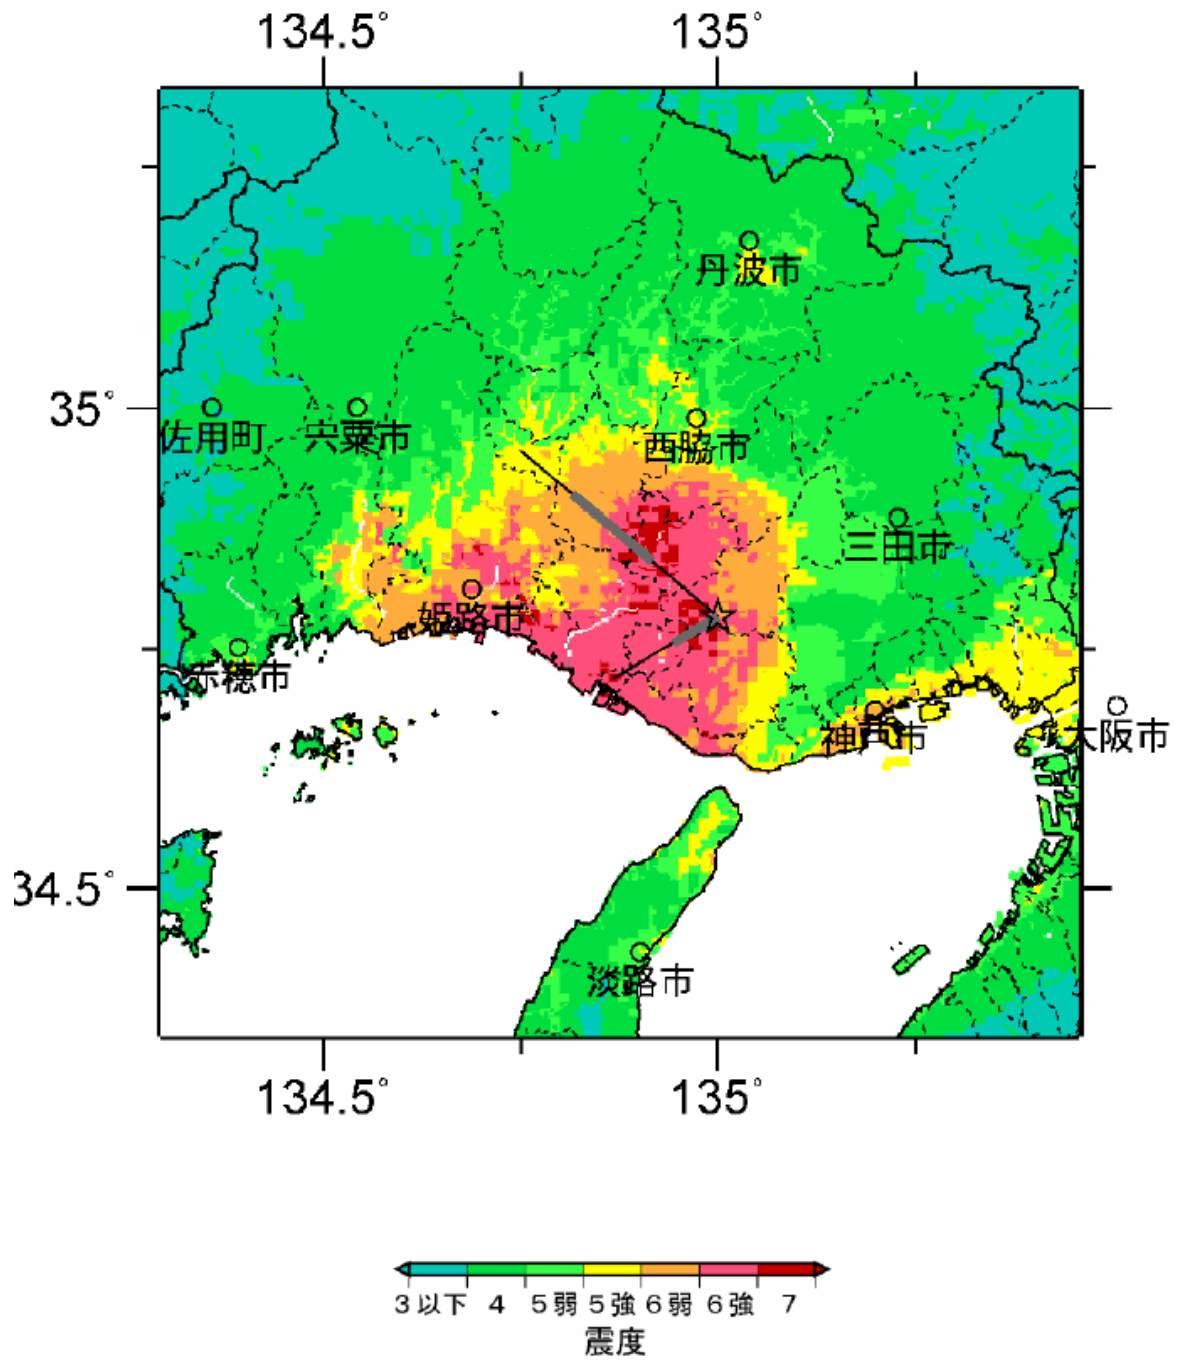 134.5° 135°
丹波市
35°
佐用町 宍粟市 西脇市
三田市
姫路市
赤穂市
神戸市 大阪市
34.5°
淡路市
134.5° 135°
3以下 4 5弱 5強 6弱 6強 7
震度